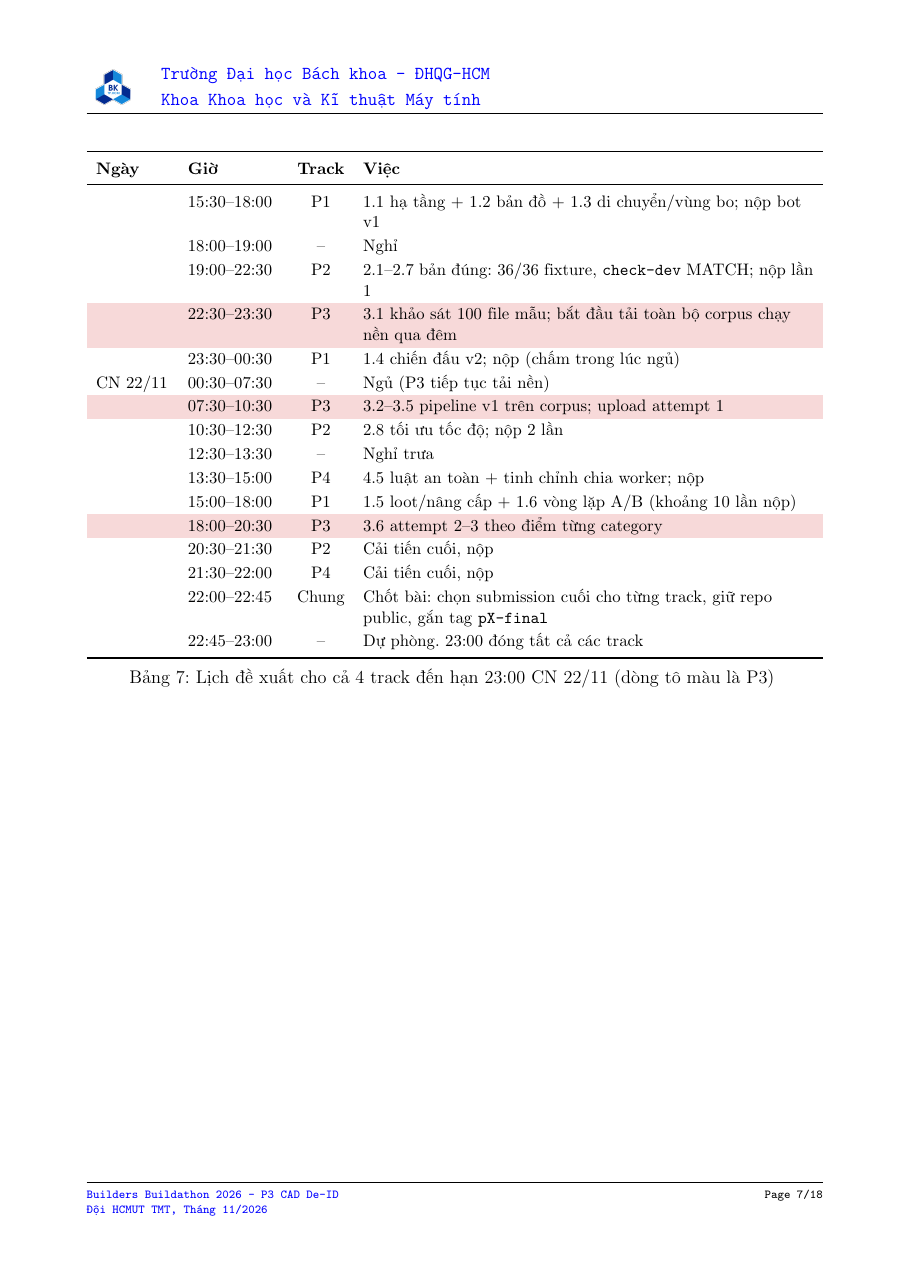 BK
Trường Đại học Bách khoa - ĐHQG-HCM
Khoa Khoa học và Kĩ thuật Máy tính
Ngày Giờ Track Việc
15:30–18:00 P1 1.1 hạ tầng + 1.2 bản đồ + 1.3 di chuyển/vùng bo; nộp bot
v1
18:00–19:00 – Nghỉ
19:00–22:30 P2 2.1–2.7 bản đúng: 36/36 fixture, check-dev MATCH; nộp lần
1
22:30–23:30 P3 3.1 khảo sát 100 file mẫu; bắt đầu tải toàn bộ corpus chạy
nền qua đêm
23:30–00:30 P1 1.4 chiến đấu v2; nộp (chấm trong lúc ngủ)
CN 22/11 00:30–07:30 – Ngủ (P3 tiếp tục tải nền)
07:30–10:30 P3 3.2–3.5 pipeline v1 trên corpus; upload attempt 1
10:30–12:30 P2 2.8 tối ưu tốc độ; nộp 2 lần
12:30–13:30 – Nghỉ trưa
13:30–15:00 P4 4.5 luật an toàn + tinh chỉnh chia worker; nộp
15:00–18:00 P1 1.5 loot/nâng cấp + 1.6 vòng lặp A/B (khoảng 10 lần nộp)
18:00–20:30 P3 3.6 attempt 2–3 theo điểm từng category
20:30–21:30 P2 Cải tiến cuối, nộp
21:30–22:00 P4 Cải tiến cuối, nộp
22:00–22:45 Chung Chốt bài: chọn submission cuối cho từng track, giữ repo
public, gắn tag pX-final
22:45–23:00 – Dự phòng. 23:00 đóng tất cả các track
Bảng 7: Lịch đề xuất cho cả 4 track đến hạn 23:00 CN 22/11 (dòng tô màu là P3)
Builders Buildathon 2026 - P3 CAD De-ID Page 7/18
Đội HCMUT TMT, Tháng 11/2026